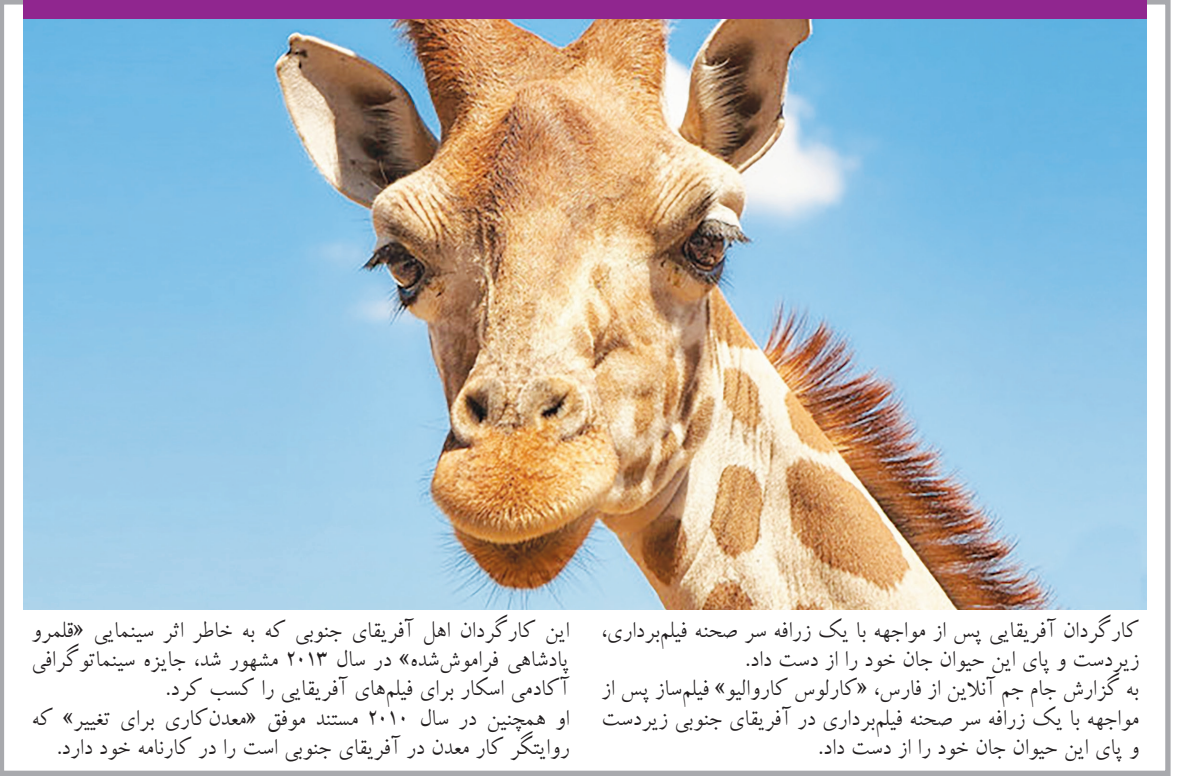 کارگردان آفریقایی پس از مواجهه با یک زرافه سر صحنه فیلم‌برداری،
زیردست و پای این حیوان جان خود را از دست داد.
به گزارش جام جم آنلاین از فارس، «کارلوس کاروالیو» فیلم‌ساز پس از
مواجهه با یک زرافه سر صحنه فیلم‌برداری در آفریقای جنوبی زیردست
و پای این حیوان جان خود را از دست داد.
این کارگردان اهل آفریقای جنوبی که به خاطر اثر سینمایی «قلمرو
پادشاهی فراموش‌شده» در سال ۲۰۱۳ مشهور شد، جایزه سینماتوگرافی
آکادمی اسکار برای فیلم‌های آفریقایی را کسب کرد.
او همچنین در سال ۲۰۱۰ مستند موفق «معدن‌کاری برای تغییر» که
روایتگر کار معدن در آفریقای جنوبی است را در کارنامه خود دارد.